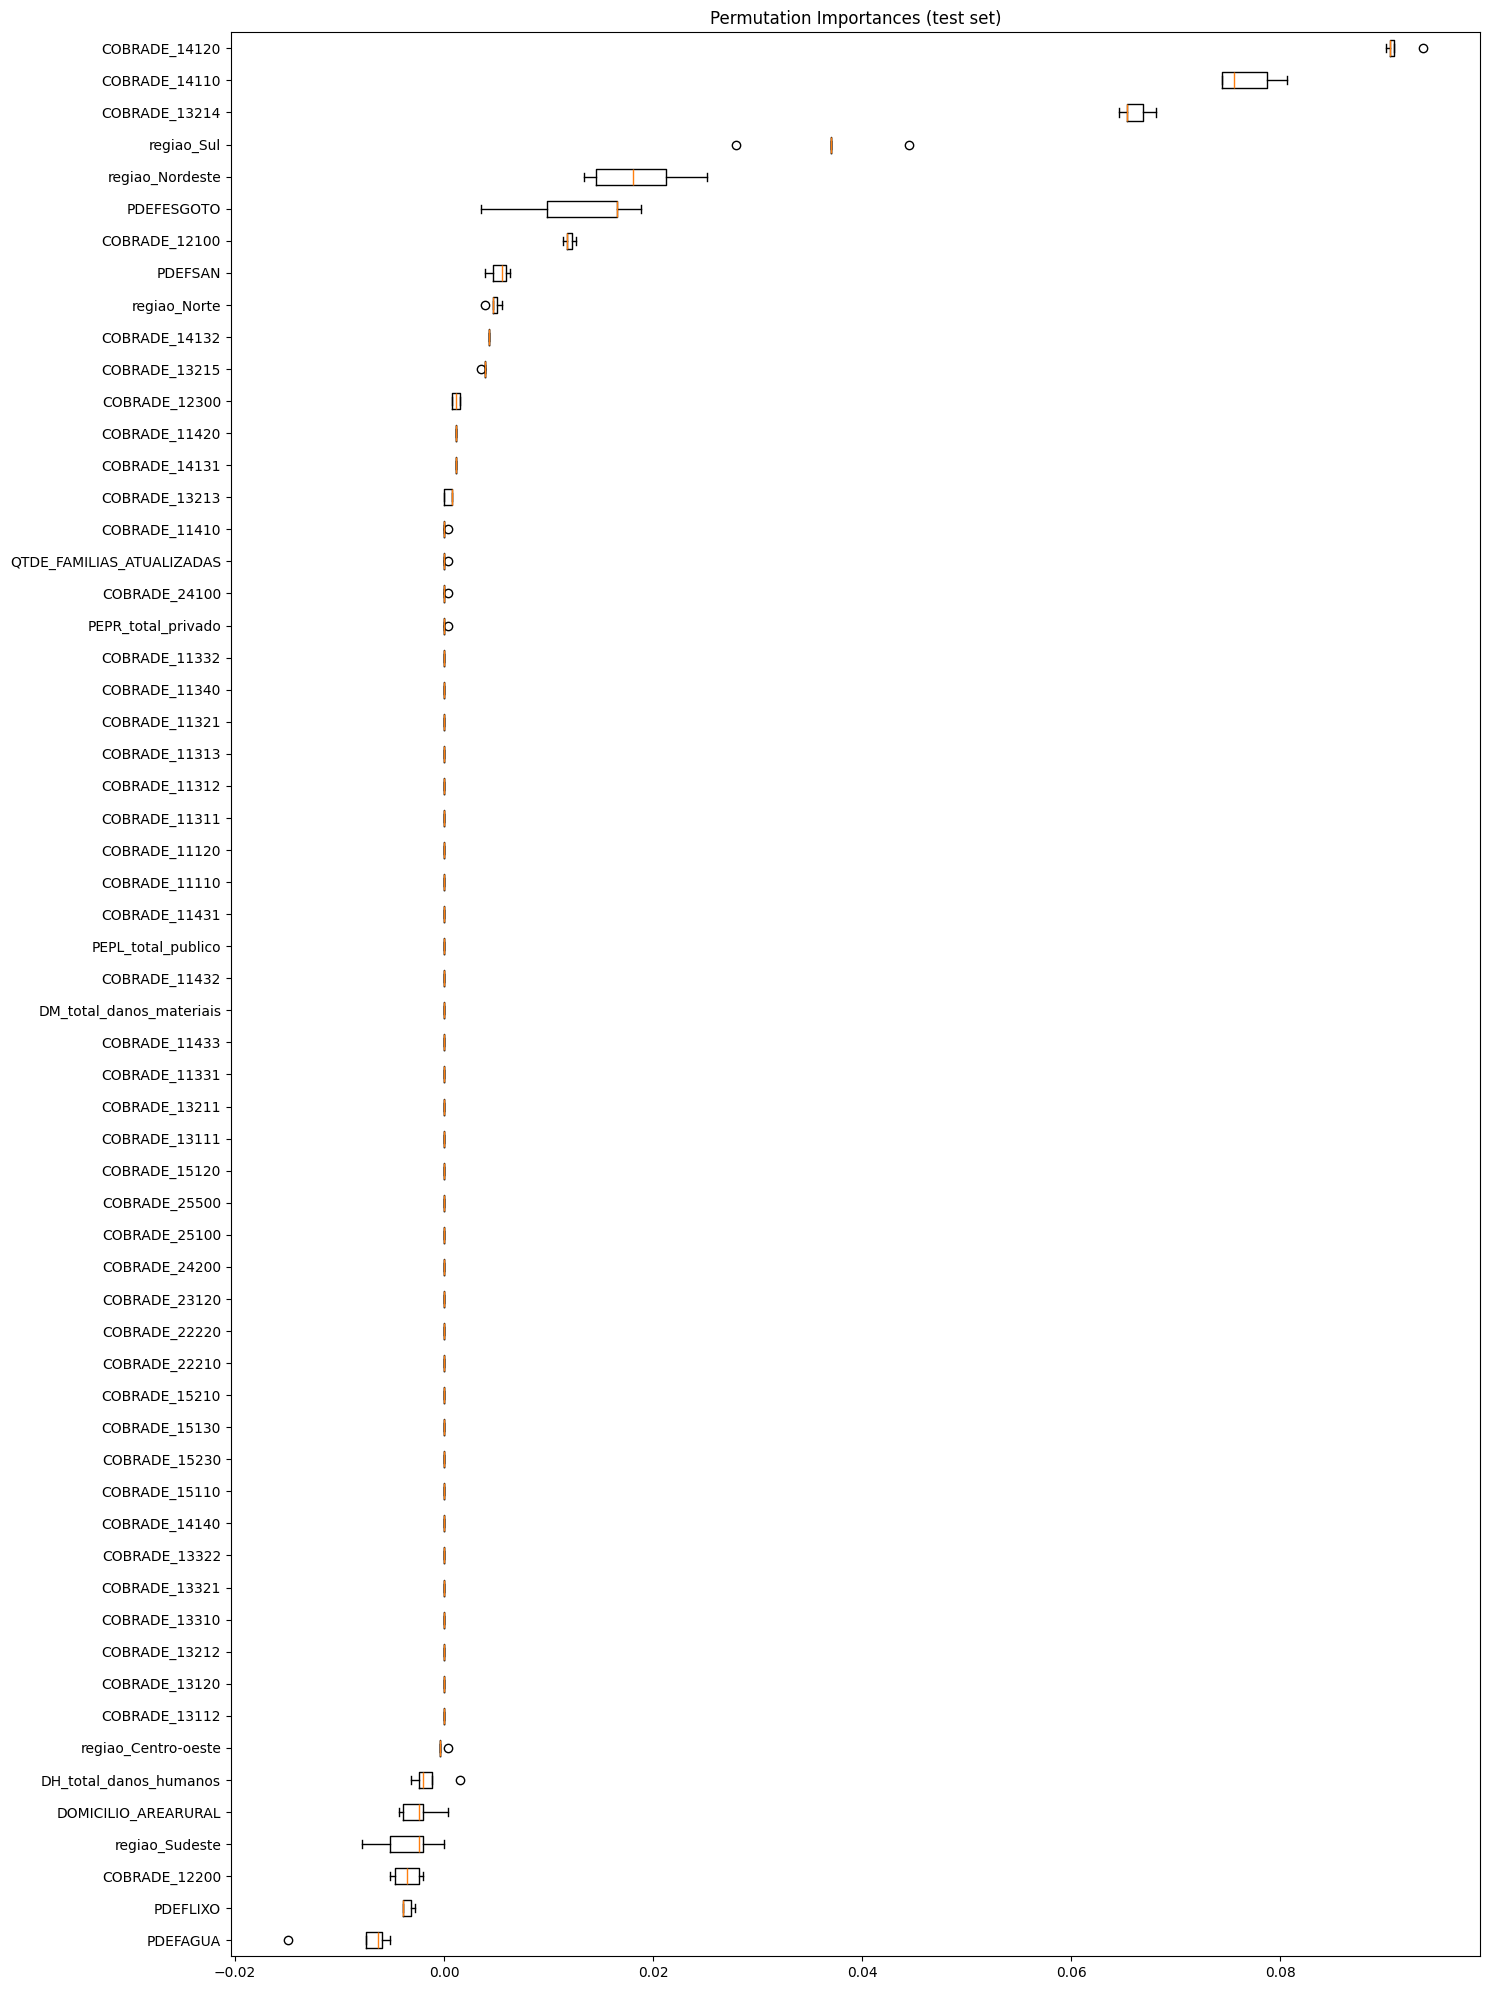 Permutation Importances (test set)
COBRADE_14120
COBRADE_14110
COBRADE_13214
regiao_Sul
regiao_Nordeste
PDEFESGOTO
COBRADE_12100
PDEFSAN
regiao_Norte
COBRADE_14132
COBRADE_13215
COBRADE_12300
COBRADE_11420
COBRADE_14131
COBRADE_13213
COBRADE_11410
QTDE_FAMILIAS_ATUALIZADAS
COBRADE_24100
PEPR_total_privado
COBRADE_11332
COBRADE_11340
COBRADE_11321
COBRADE_11313
COBRADE_11312
COBRADE_11311
COBRADE_11120
COBRADE_11110
COBRADE_11431
PEPL_total_publico
COBRADE_11432
DM_total_danos_materiais
COBRADE_11433
COBRADE_11331
COBRADE_13211
COBRADE_13111
COBRADE_15120
COBRADE_25500
COBRADE_25100
COBRADE_24200
COBRADE_23120
COBRADE_22220
COBRADE_22210
COBRADE_15210
COBRADE_15130
COBRADE_15230
COBRADE_15110
COBRADE_14140
COBRADE_13322
COBRADE_13321
COBRADE_13310
COBRADE_13212
COBRADE_13120
COBRADE_13112
regiao_Centro-oeste
DH_total_danos_humanos
DOMICILIO_AREARURAL
regiao_Sudeste
COBRADE_12200
PDEFLIXO
PDEFAGUA
−0.02 0.00 0.02 0.04 0.06 0.08